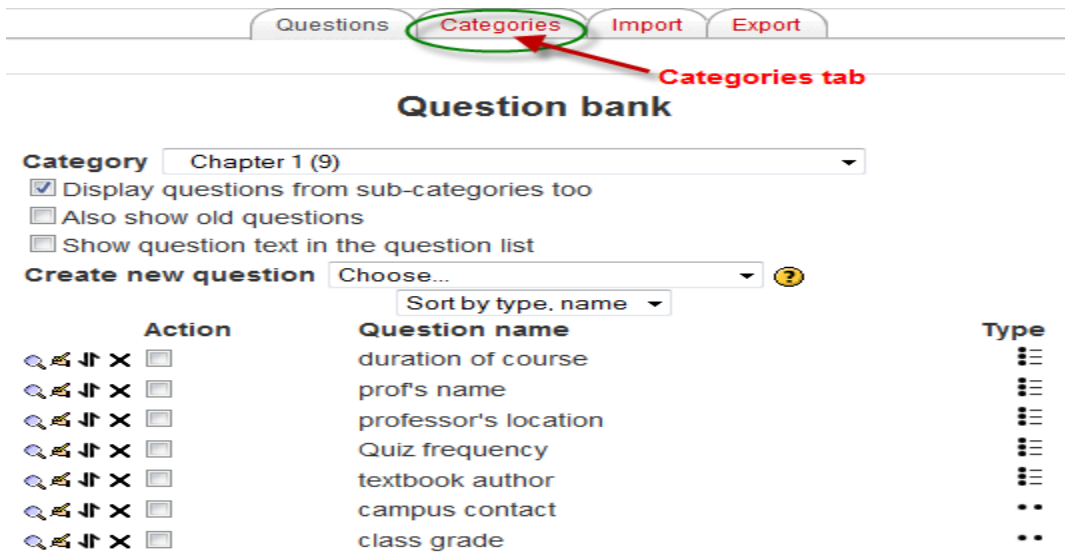 Questions Categories Import Export
Categories tab
Question bank
Category Chapter 1 (9)
Display questions from sub-categories too
Also show old questions
Show question text in the question list
Create new question Choose... ?
Sort by type, name
Action Question name Type
duration of course
prof's name
professor's location
Quiz frequency
textbook author
campus contact
class grade